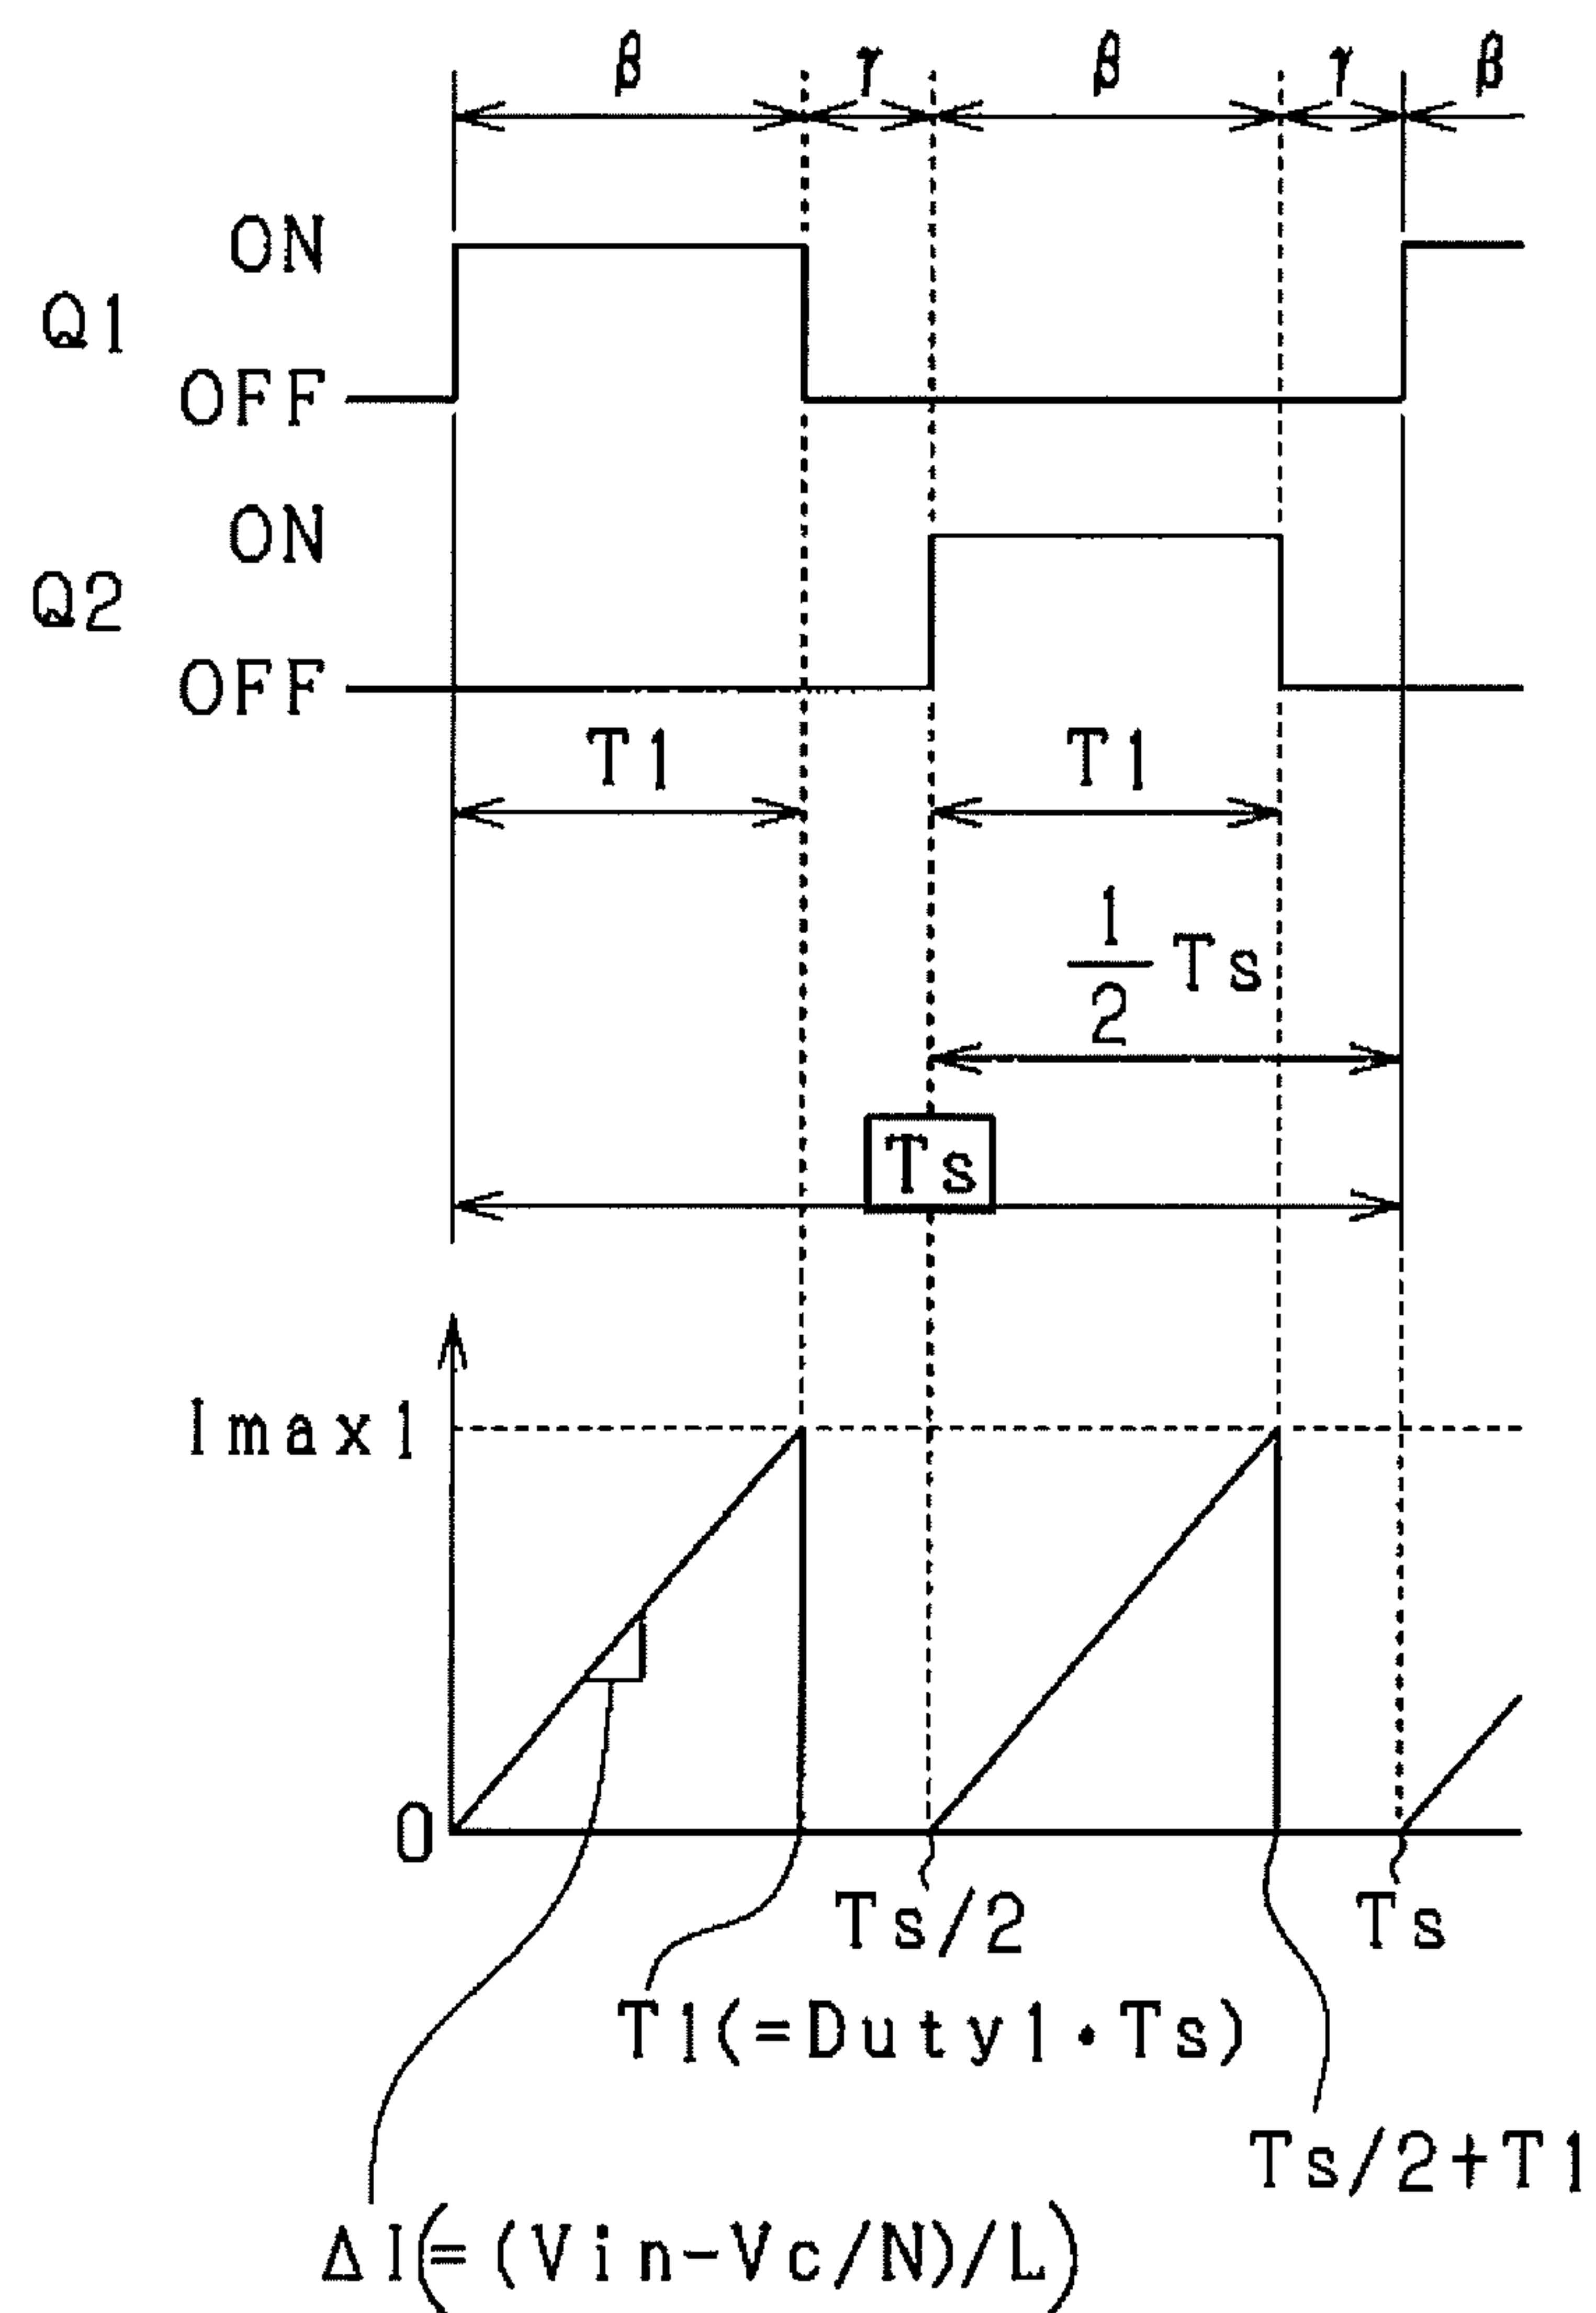 β γ β γ β
ON
Q1
OFF
ON
Q2
OFF
T1 T1
1/2 Ts
Ts
Imax1
0
Ts/2 Ts
T1(=Duty1・Ts)
Ts/2+T1
ΔI(=(Vin-Vc/N)/L)